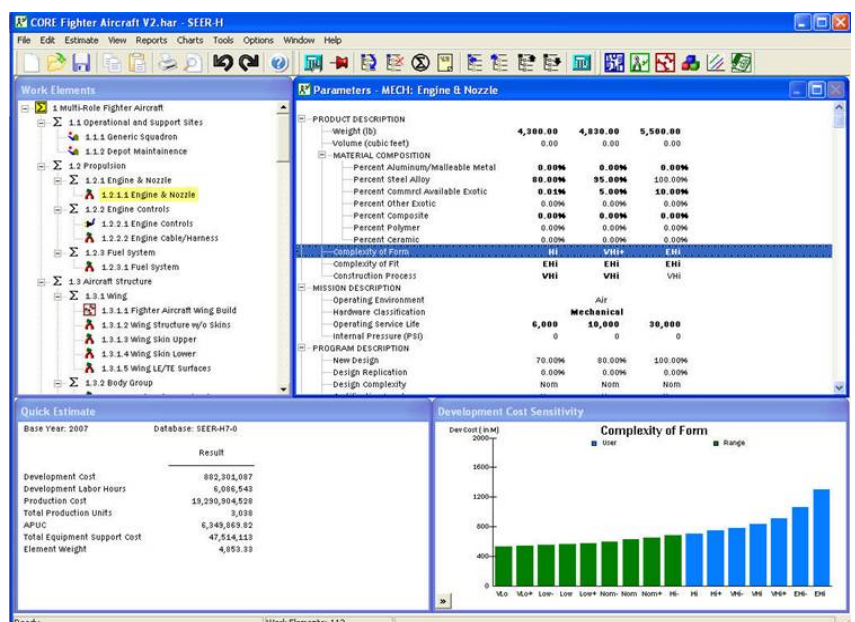 CORE Fighter Aircraft V2.har - SEER-H
File Edit Estimate View Reports Charts Tools Options Window Help
Work Elements
1 Multi-Role Fighter Aircraft
1.1 Operational and Support Sites
1.1.1 Generic Squadron
1.1.2 Depot Maintainence
1.2 Propulsion
1.2.1 Engine & Nozzle
1.2.1.1 Engine & Nozzle
1.2.2 Engine Controls
1.2.2.1 Engine Controls
1.2.2.2 Engine Cable/Harness
1.2.3 Fuel System
1.2.3.1 Fuel System
1.3 Aircraft Structure
1.3.1 Wing
1.3.1.1 Fighter Aircraft Wing Build
1.3.1.2 Wing Structure w/o Skins
1.3.1.3 Wing Skin Upper
1.3.1.4 Wing Skin Lower
1.3.1.5 Wing LE/TE Surfaces
1.3.2 Body Group
Parameters - MECH: Engine & Nozzle
PRODUCT DESCRIPTION
Weight (lb) 4,300.00 4,830.00 5,500.00
Volume (cubic feet) 0.00 0.00 0.00
MATERIAL COMPOSITION
Percent Aluminum/Malleable Metal 0.00% 0.00% 0.00%
Percent Steel Alloy 80.00% 95.00% 100.00%
Percent Commrcl Available Exotic 0.01% 5.00% 10.00%
Percent Other Exotic 0.00% 0.00% 0.00%
Percent Composite 0.00% 0.00% 0.00%
Percent Polymer 0.00% 0.00% 0.00%
Percent Ceramic 0.00% 0.00% 0.00%
Complexity of Form Hi VHi+ EHi
Complexity of Fit EHi EHi EHi
Construction Process VHi VHi VHi
MISSION DESCRIPTION
Operating Environment Air
Hardware Classification Mechanical
Operating Service Life 6,000 10,000 30,000
Internal Pressure (PSI) 0 0 0
PROGRAM DESCRIPTION
New Design 70.00% 80.00% 100.00%
Design Replication 0.00% 0.00% 0.00%
Design Complexity Nom Nom Nom
Quick Estimate
Base Year: 2007 Database: SEER-H7-0
Result
Development Cost 882,301,087
Development Labor Hours 6,086,543
Production Cost 19,290,904,528
Total Production Units 3,038
APUC 6,349,869.82
Total Equipment Support Cost 47,514,113
Element Weight 4,853.33
Development Cost Sensitivity
Dev Cost ( in M) Complexity of Form
User Range
2000
1600
1200
800
400
0
VLo VLo+ Low- Low Low+ Nom- Nom Nom+ Hi- Hi Hi+ VHi- VHi VHi+ EHi- EHi